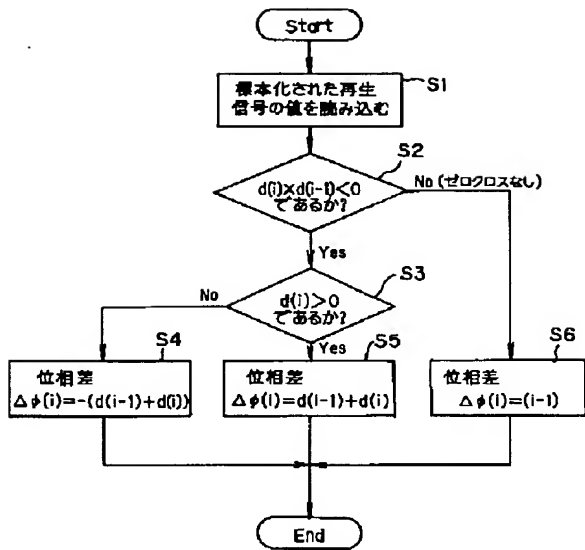 Start
S1
標本化された再生
信号の値を読み込む
S2
d(i)×d(i-1)<0
であるか?
No (ゼロクロスなし)
Yes
S3
d(i)>0
であるか?
No
Yes
S4
位相差
Δφ(i)=-(d(i-1)+d(i))
S5
位相差
Δφ(i)=d(i-1)+d(i)
S6
位相差
Δφ(i)=(i-1)
End